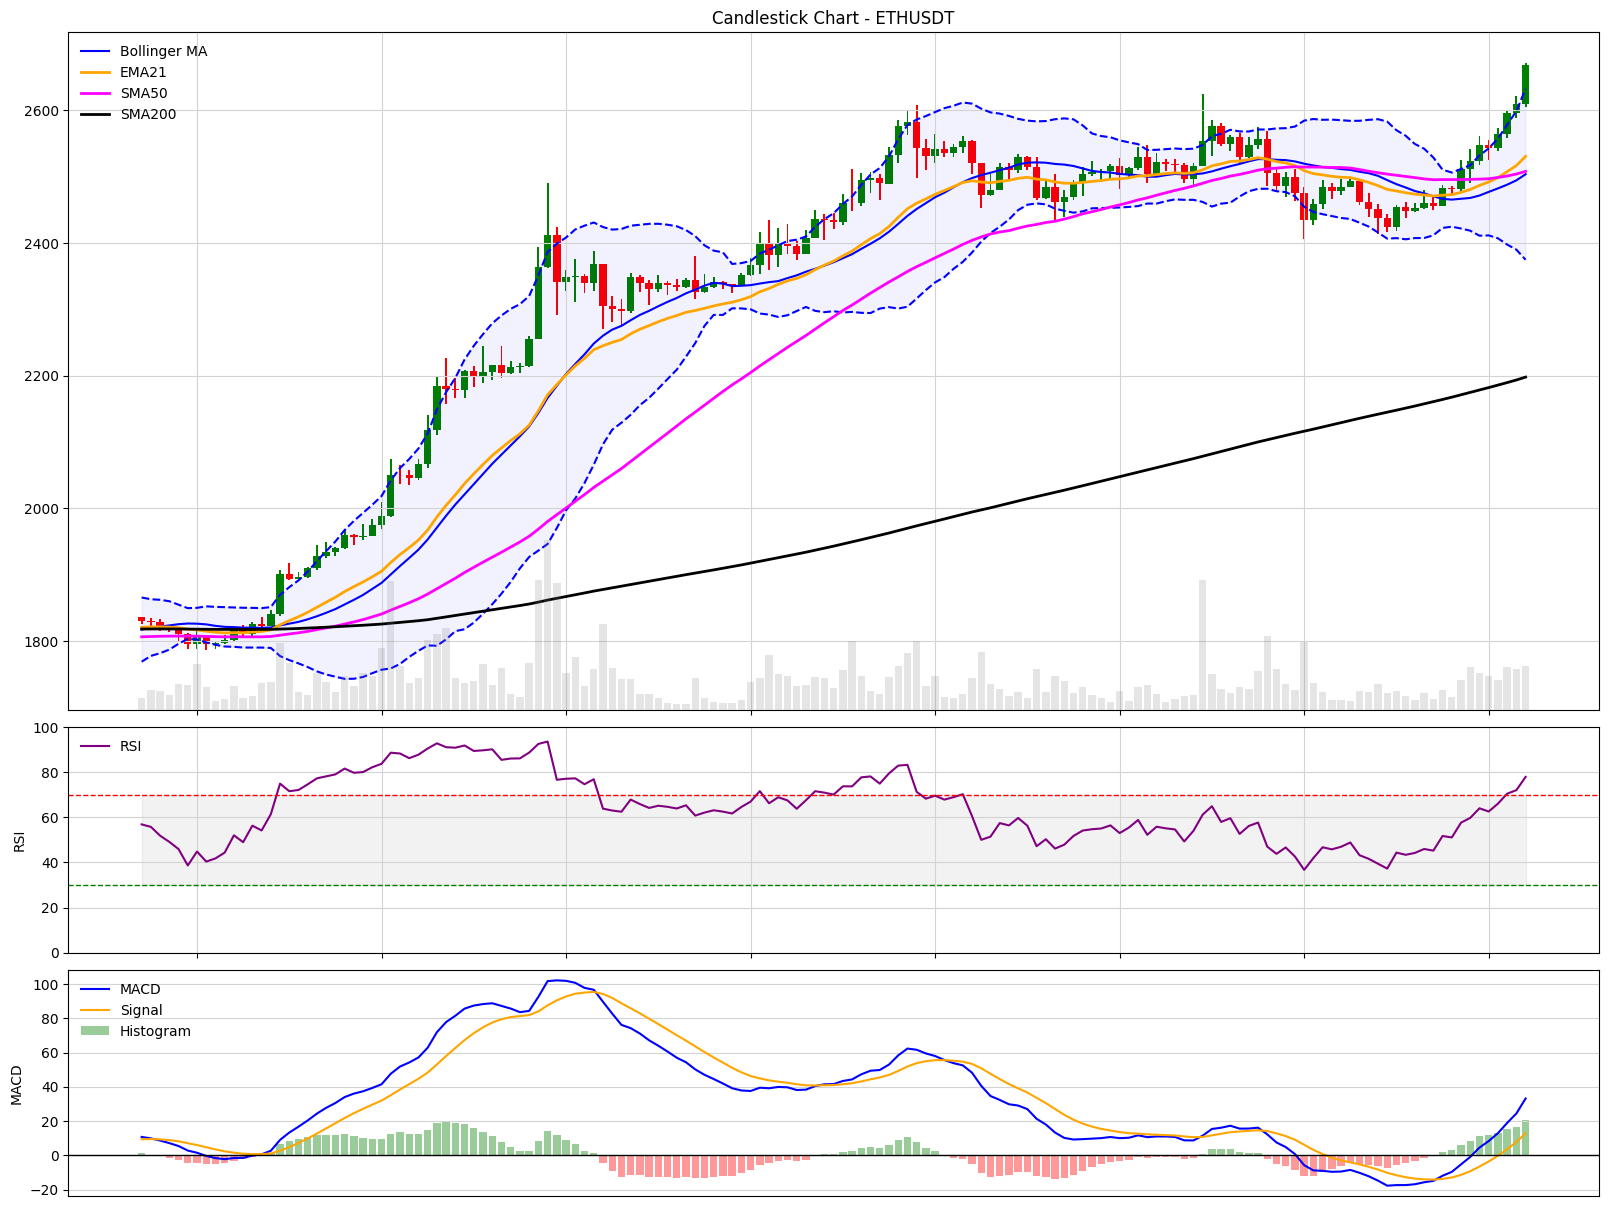 Candlestick Chart - ETHUSDT
Bollinger MA
EMA21
SMA50
SMA200
2600
2400
2200
2000
1800
RSI
100
80
60
40
20
0
RSI
MACD
Signal
Histogram
100
80
60
40
20
0
−20
MACD